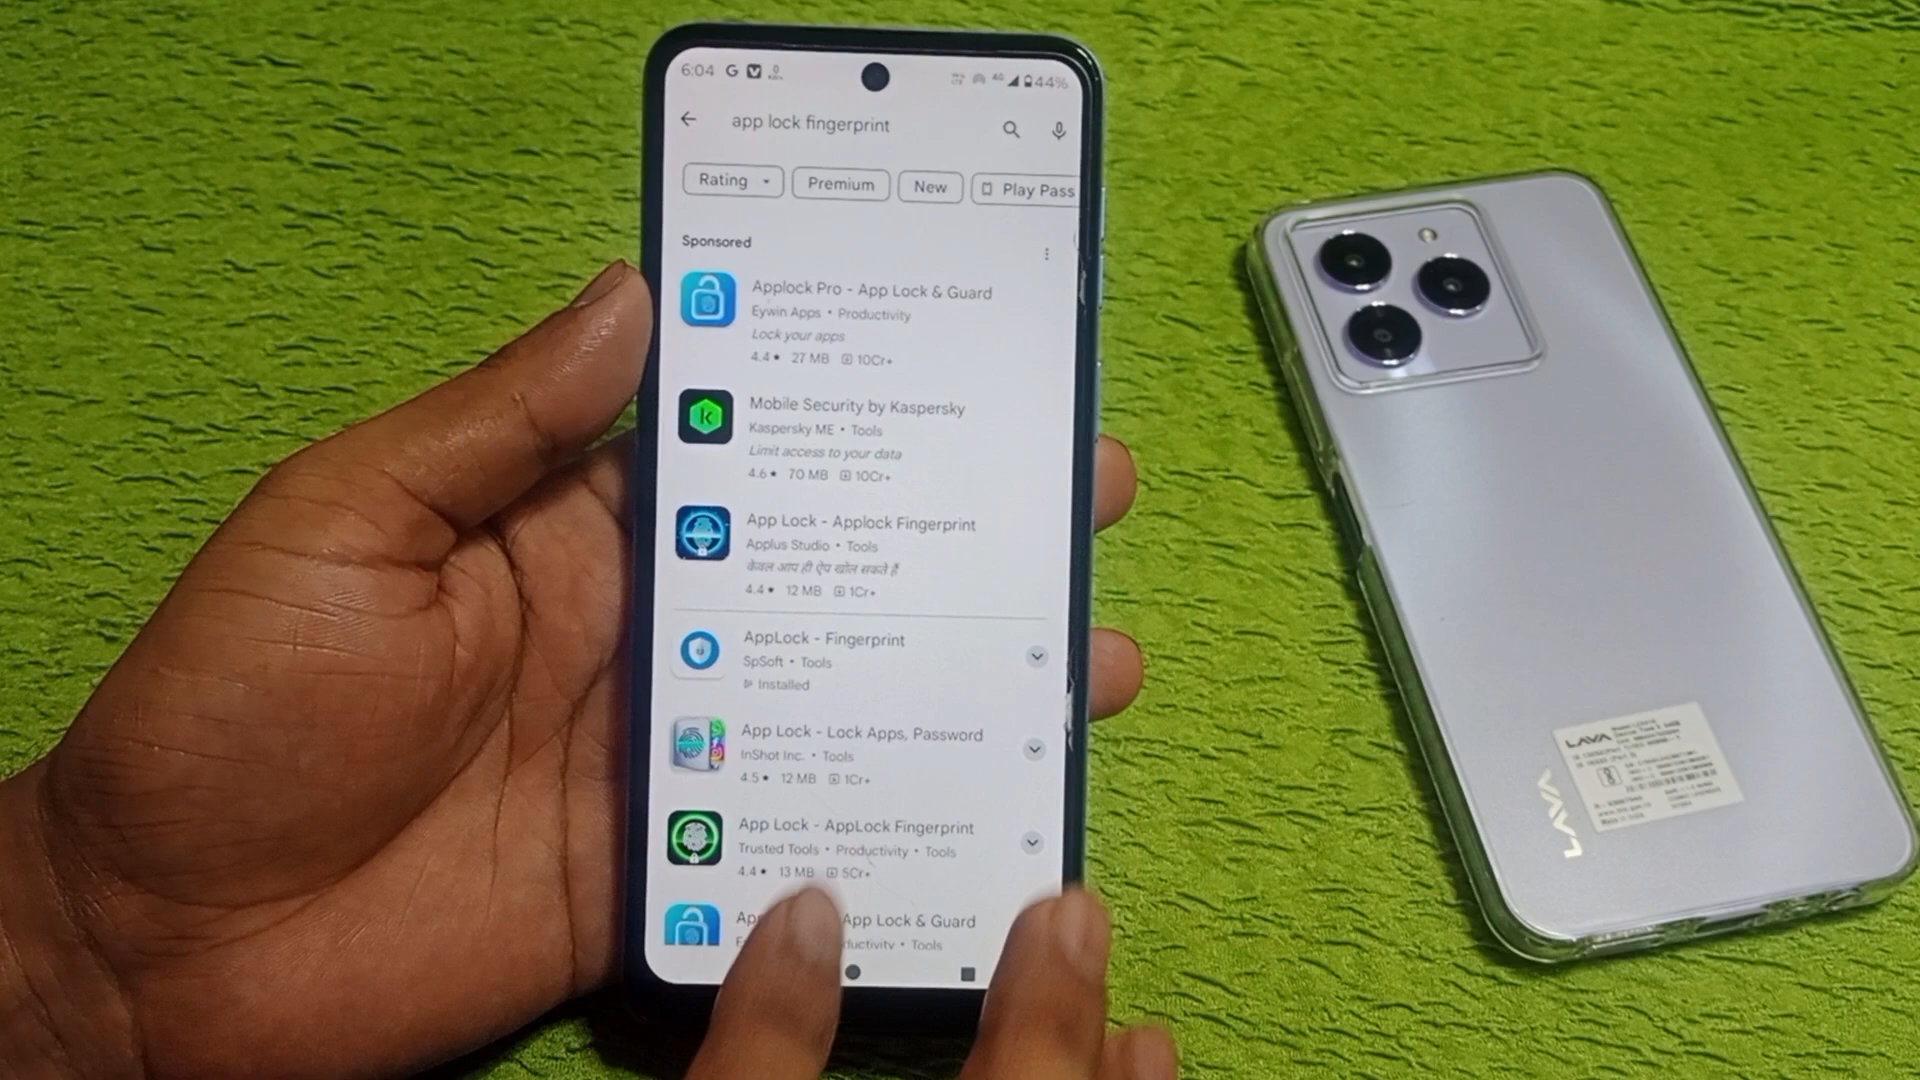 6:04 G
4G 44%
app lock fingerprint
Rating Premium New Play Pass
Sponsored
Applock Pro - App Lock & Guard
Eywin Apps • Productivity
Lock your apps
4.4★ 27 MB 10Cr+
Mobile Security by Kaspersky
Kaspersky ME • Tools
Limit access to your data
4.6★ 70 MB 10Cr+
App Lock - Applock Fingerprint
Applus Studio • Tools
केवल आप ही ऐप खोल सकते हैं
4.4★ 12 MB 1Cr+
AppLock - Fingerprint
SpSoft • Tools
Installed
App Lock - Lock Apps, Password
InShot Inc. • Tools
4.5★ 12 MB 1Cr+
App Lock - AppLock Fingerprint
Trusted Tools • Productivity • Tools
4.4★ 13 MB 5Cr+
App Lock & Guard
• Tools
LAVA
LAVA